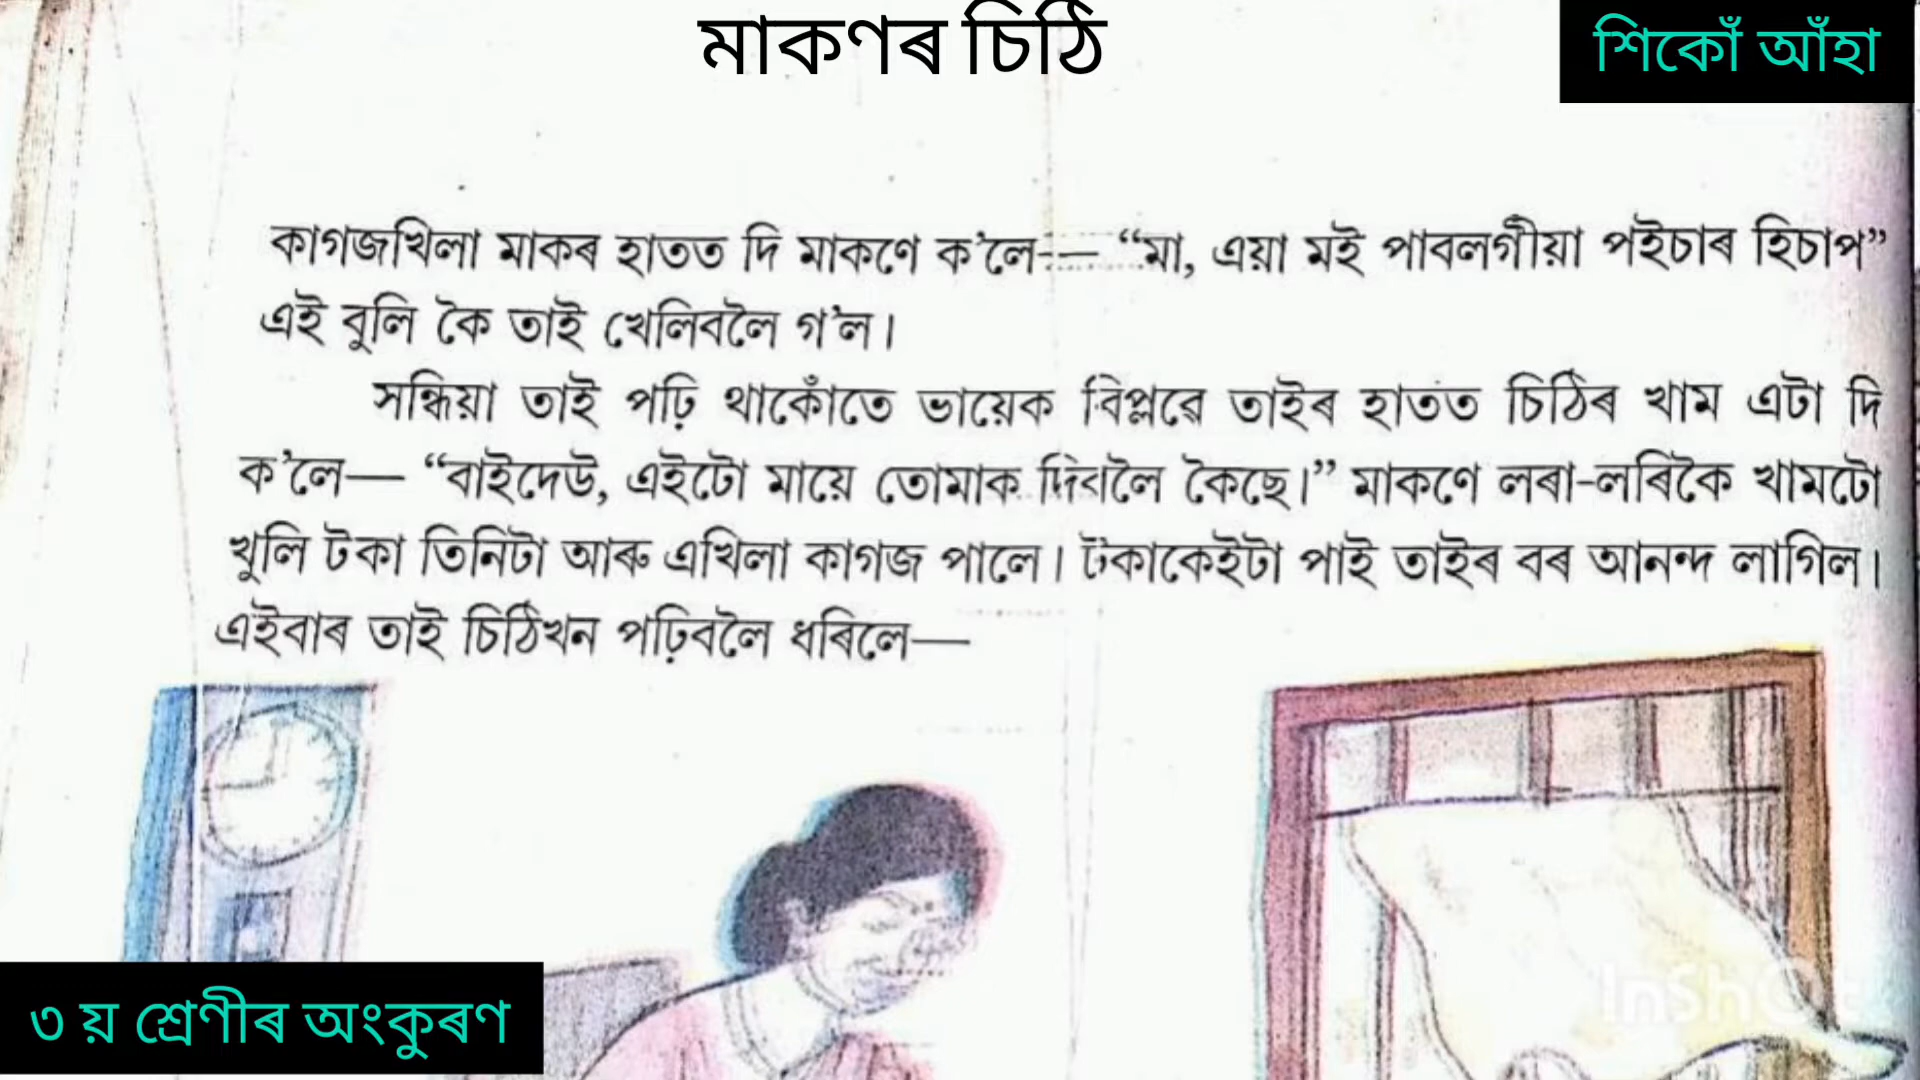 মাকণৰ চিঠি
শিকোঁ আঁহা
কাগজখিলা মাকৰ হাতত দি মাকণে ক’লে-— “মা, এয়া মই পাবলগীয়া পইচাৰ হিচাপ”
এই বুলি কৈ তাই খেলিবলৈ গ’ল।
সন্ধিয়া তাই পঢ়ি থাকোঁতে ভায়েক বিপ্লৱে তাইৰ হাতত চিঠিৰ খাম এটা দি
ক’লে— “বাইদেউ, এইটো মায়ে তোমাক দিবলৈ কৈছে।” মাকণে লৰা-লৰিকৈ খামটো
খুলি টকা তিনিটা আৰু এখিলা কাগজ পালে। টকাকেইটা পাই তাইৰ বৰ আনন্দ লাগিল।
এইবাৰ তাই চিঠিখন পঢ়িবলৈ ধৰিলে—
InShOt
৩ য় শ্ৰেণীৰ অংকুৰণ